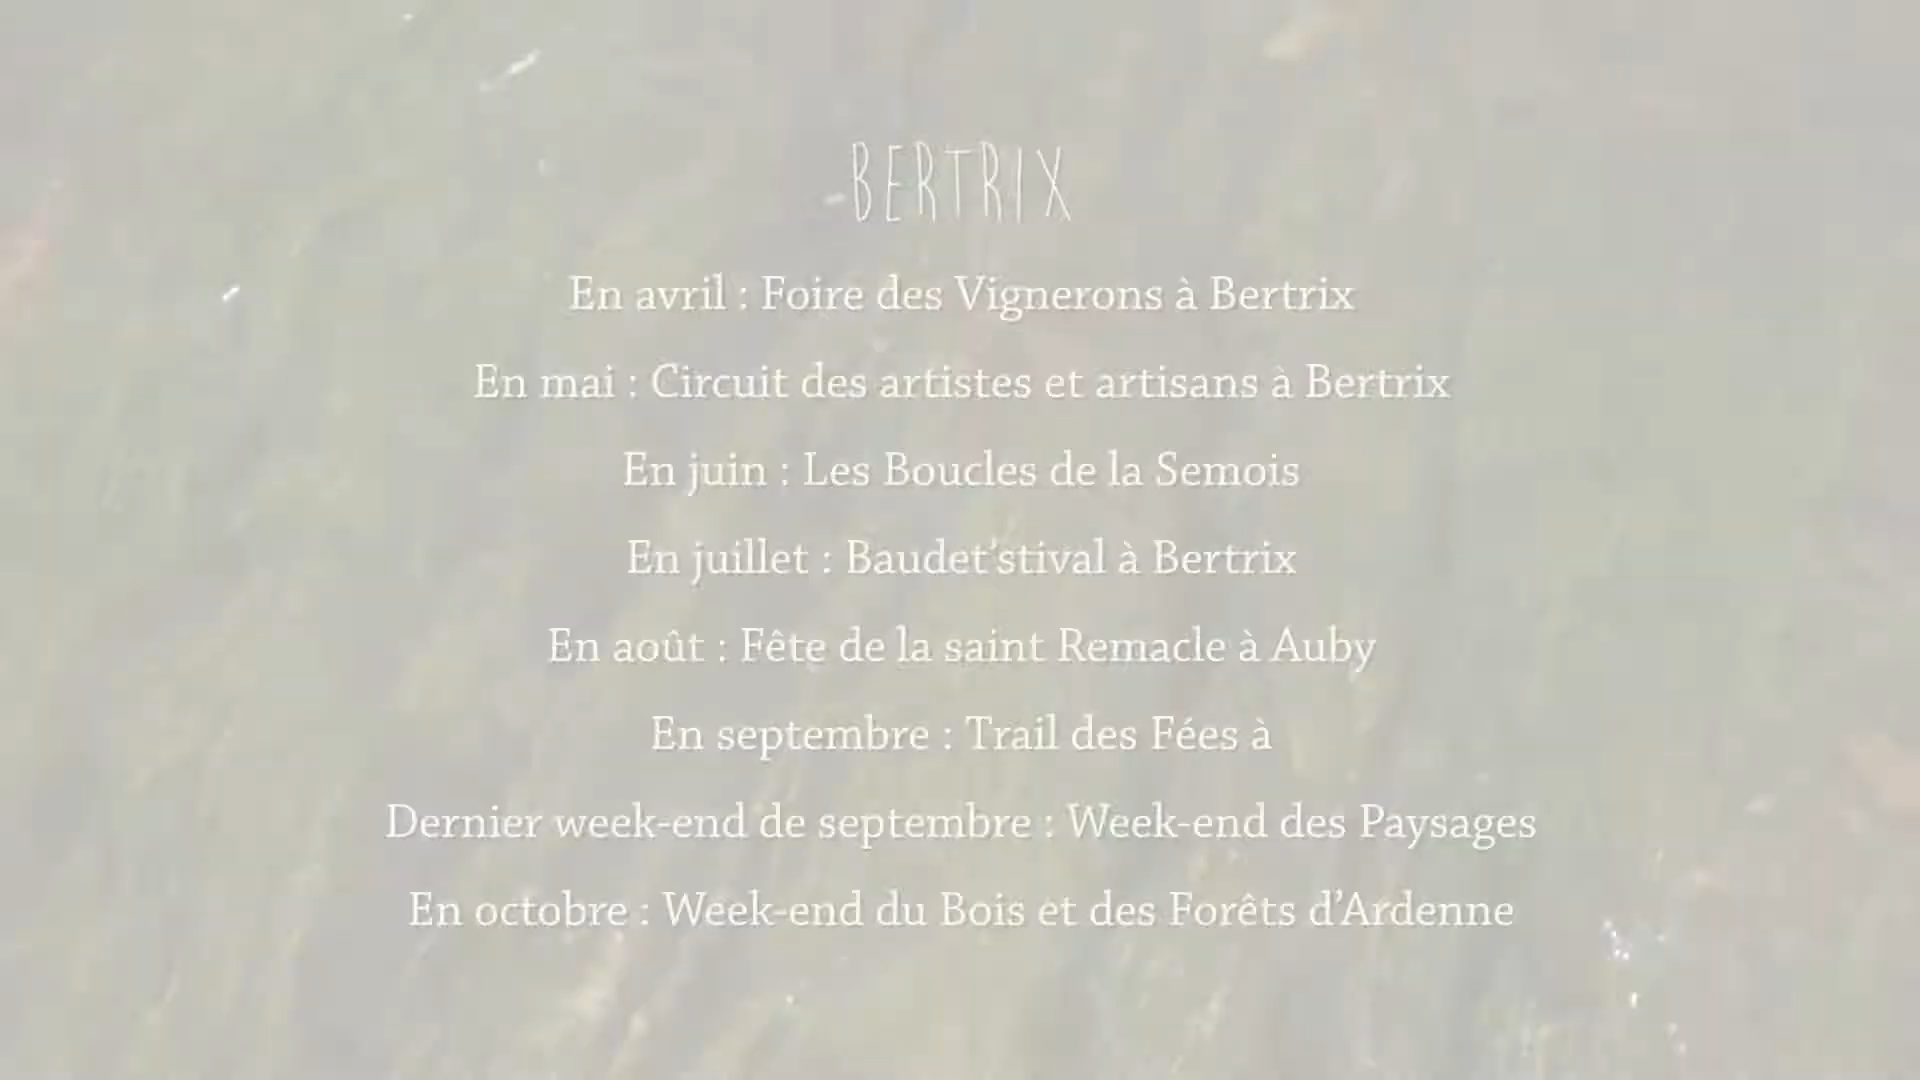 BERTRIX
En avril : Foire des Vignerons à Bertrix
En mai : Circuit des artistes et artisans à Bertrix
En juin : Les Boucles de la Semois
En juillet : Baudet’stival à Bertrix
En août : Fête de la saint Remacle à Auby
En septembre : Trail des Fées à
Dernier week-end de septembre : Week-end des Paysages
En octobre : Week-end du Bois et des Forêts d’Ardenne